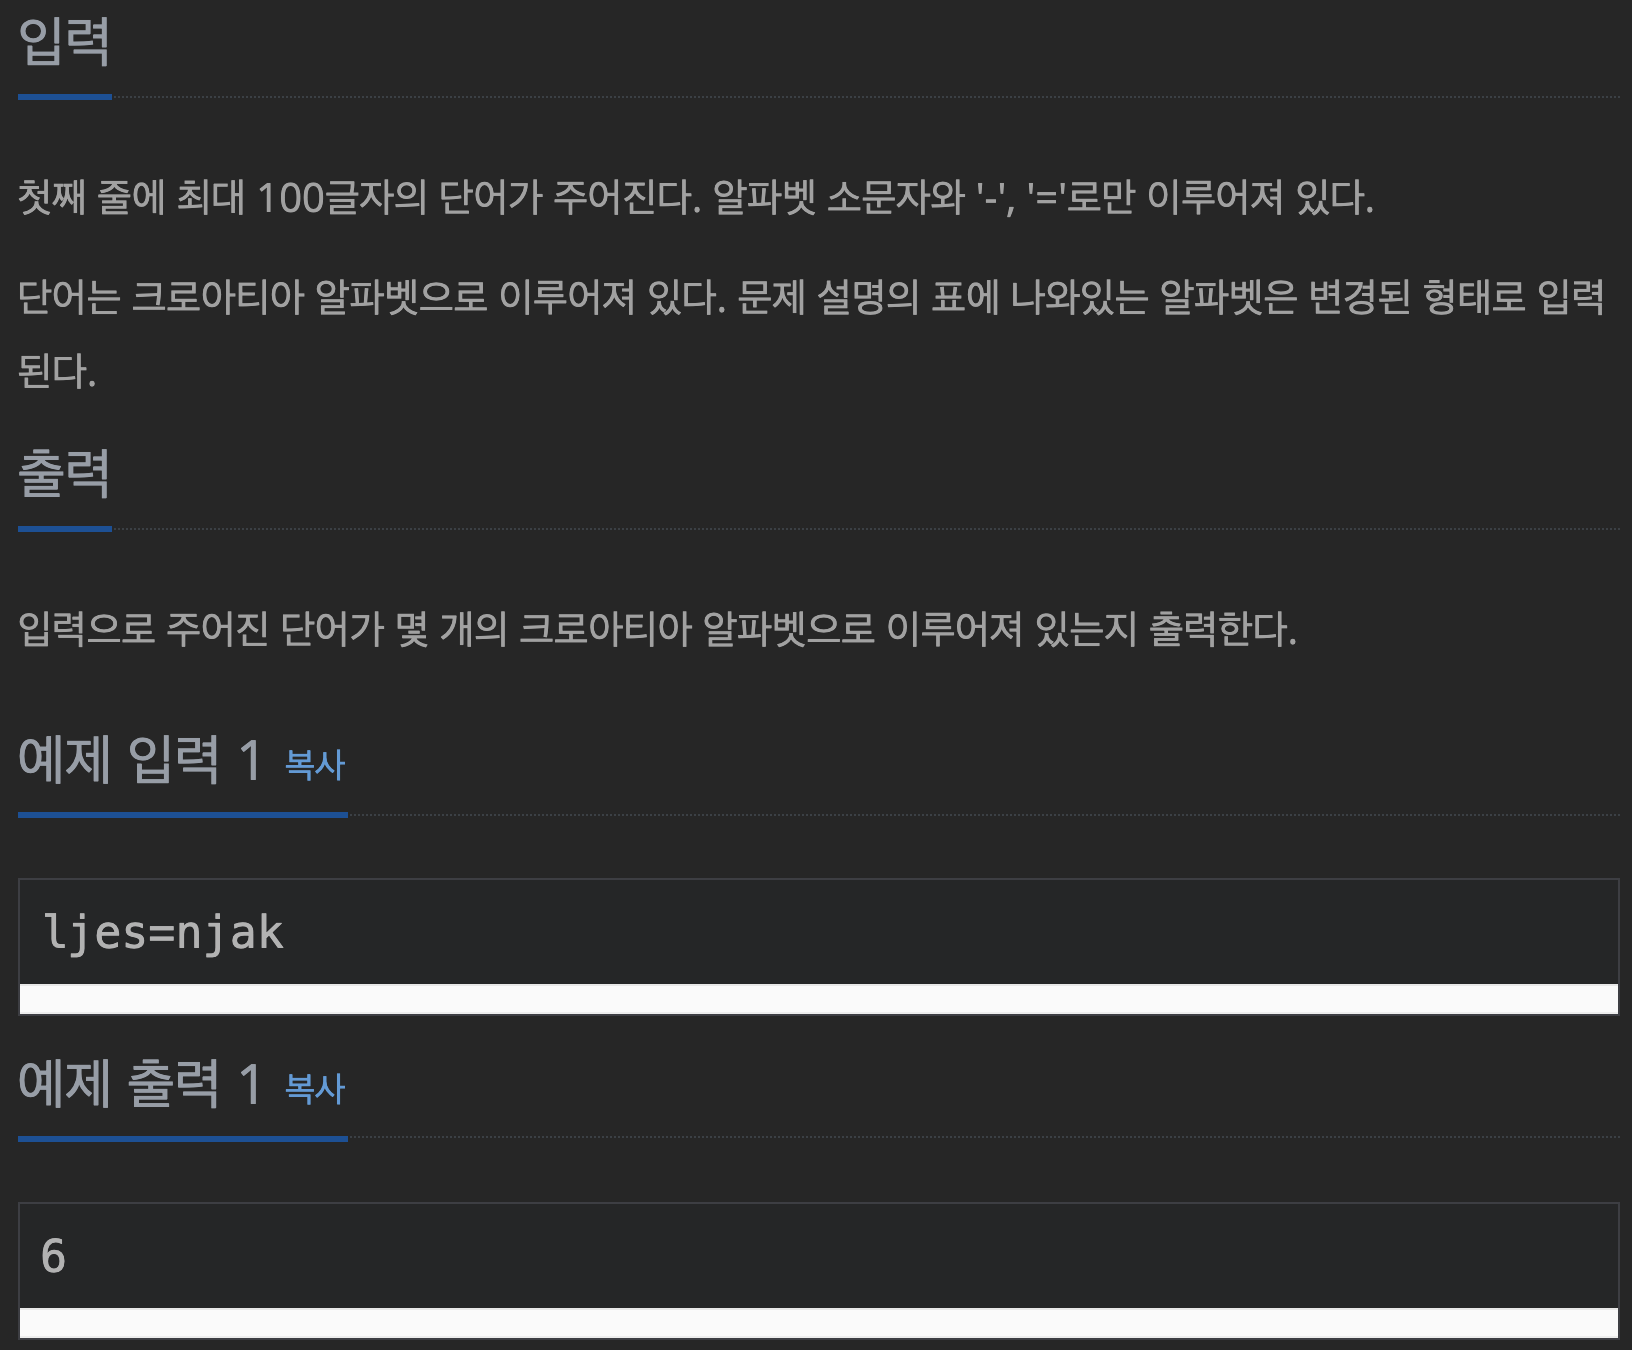 입력
첫째 줄에 최대 100글자의 단어가 주어진다. 알파벳 소문자와 '-', '='로만 이루어져 있다.
단어는 크로아티아 알파벳으로 이루어져 있다. 문제 설명의 표에 나와있는 알파벳은 변경된 형태로 입력
된다.
출력
입력으로 주어진 단어가 몇 개의 크로아티아 알파벳으로 이루어져 있는지 출력한다.
예제 입력 1 복사
ljes=njak
예제 출력 1 복사
6